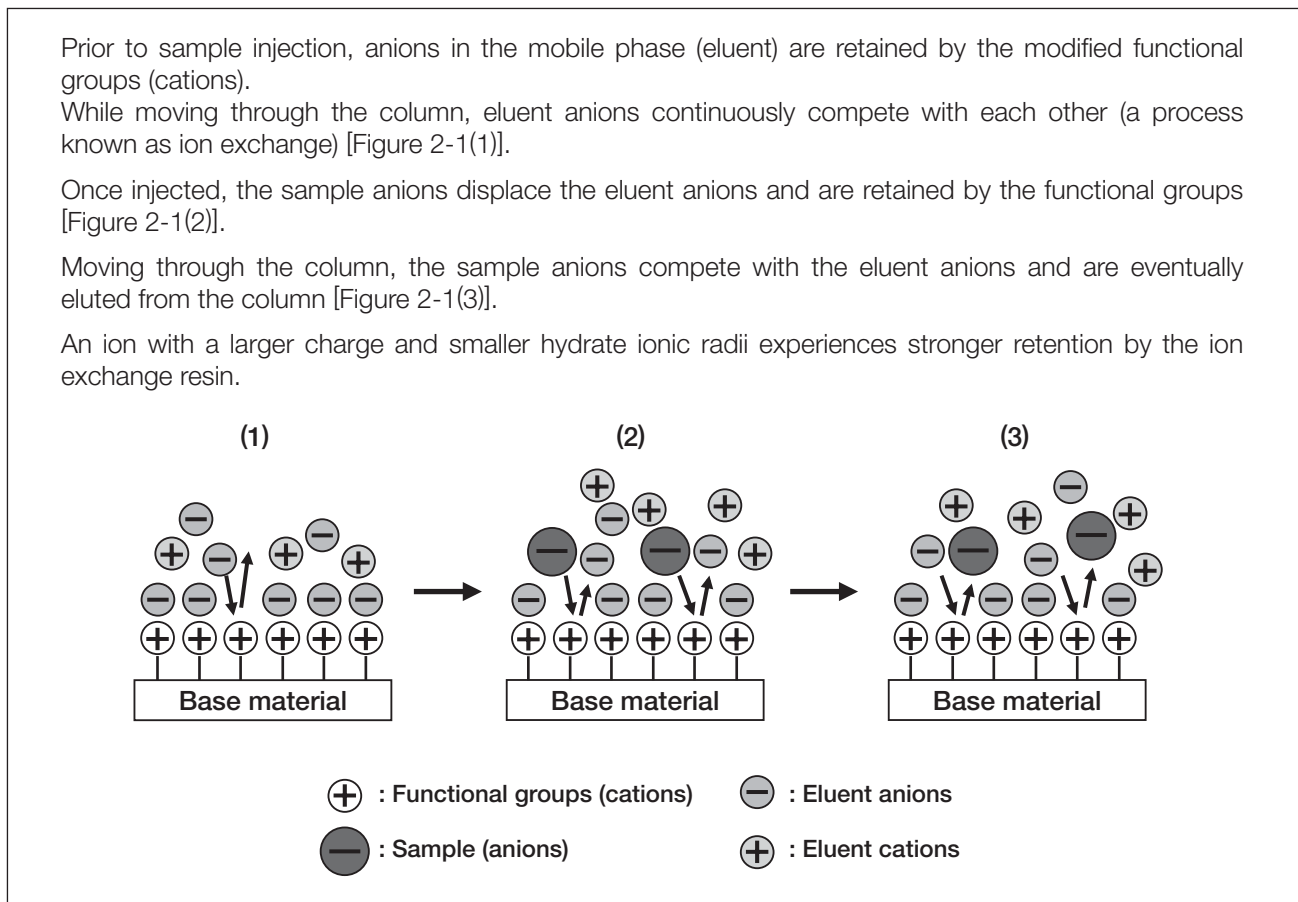 Prior to sample injection, anions in the mobile phase (eluent) are retained by the modified functional
groups (cations).
While moving through the column, eluent anions continuously compete with each other (a process
known as ion exchange) [Figure 2-1(1)].
Once injected, the sample anions displace the eluent anions and are retained by the functional groups
[Figure 2-1(2)].
Moving through the column, the sample anions compete with the eluent anions and are eventually
eluted from the column [Figure 2-1(3)].
An ion with a larger charge and smaller hydrate ionic radii experiences stronger retention by the ion
exchange resin.
(1) (2) (3)
Base material Base material Base material
+ : Functional groups (cations) − : Eluent anions
− : Sample (anions) + : Eluent cations